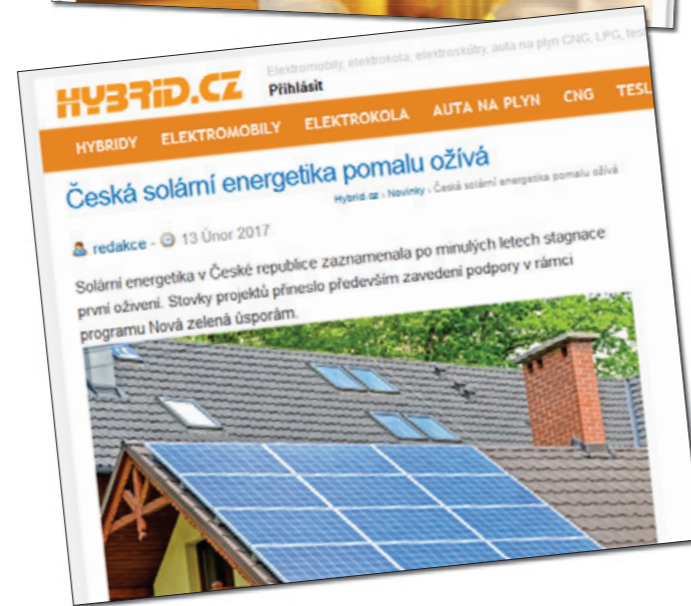 HYBRID.CZ
Elektromobily, elektrokola, elektroskútry, auta na plyn CNG, LPG,
Přihlásit
HYBRIDY ELEKTROMOBILY ELEKTROKOLA AUTA NA PLYN CNG TESL
Česká solární energetika pomalu ožívá
Hybrid.cz › Novinky › Česká solární energetika pomalu ožívá
redakce - 13 Únor 2017
Solární energetika v České republice zaznamenala po minulých letech stagnace
první oživení. Stovky projektů přineslo především zavedení podpory v rámci
programu Nová zelená úsporám.